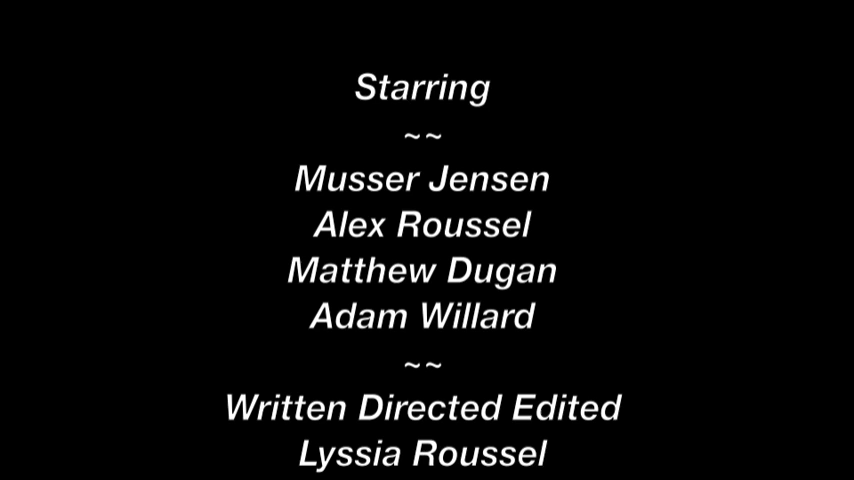 Starring
~~
Musser Jensen
Alex Roussel
Matthew Dugan
Adam Willard
~~
Written Directed Edited
Lyssia Roussel